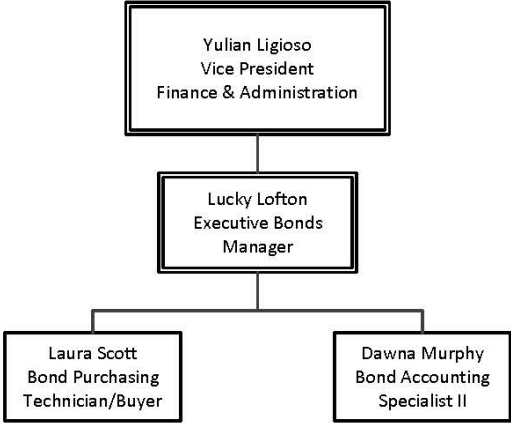 Yulian Ligioso
Vice President
Finance & Administration
Lucky Lofton
Executive Bonds
Manager
Laura Scott
Bond Purchasing
Technician/Buyer
Dawna Murphy
Bond Accounting
Specialist II